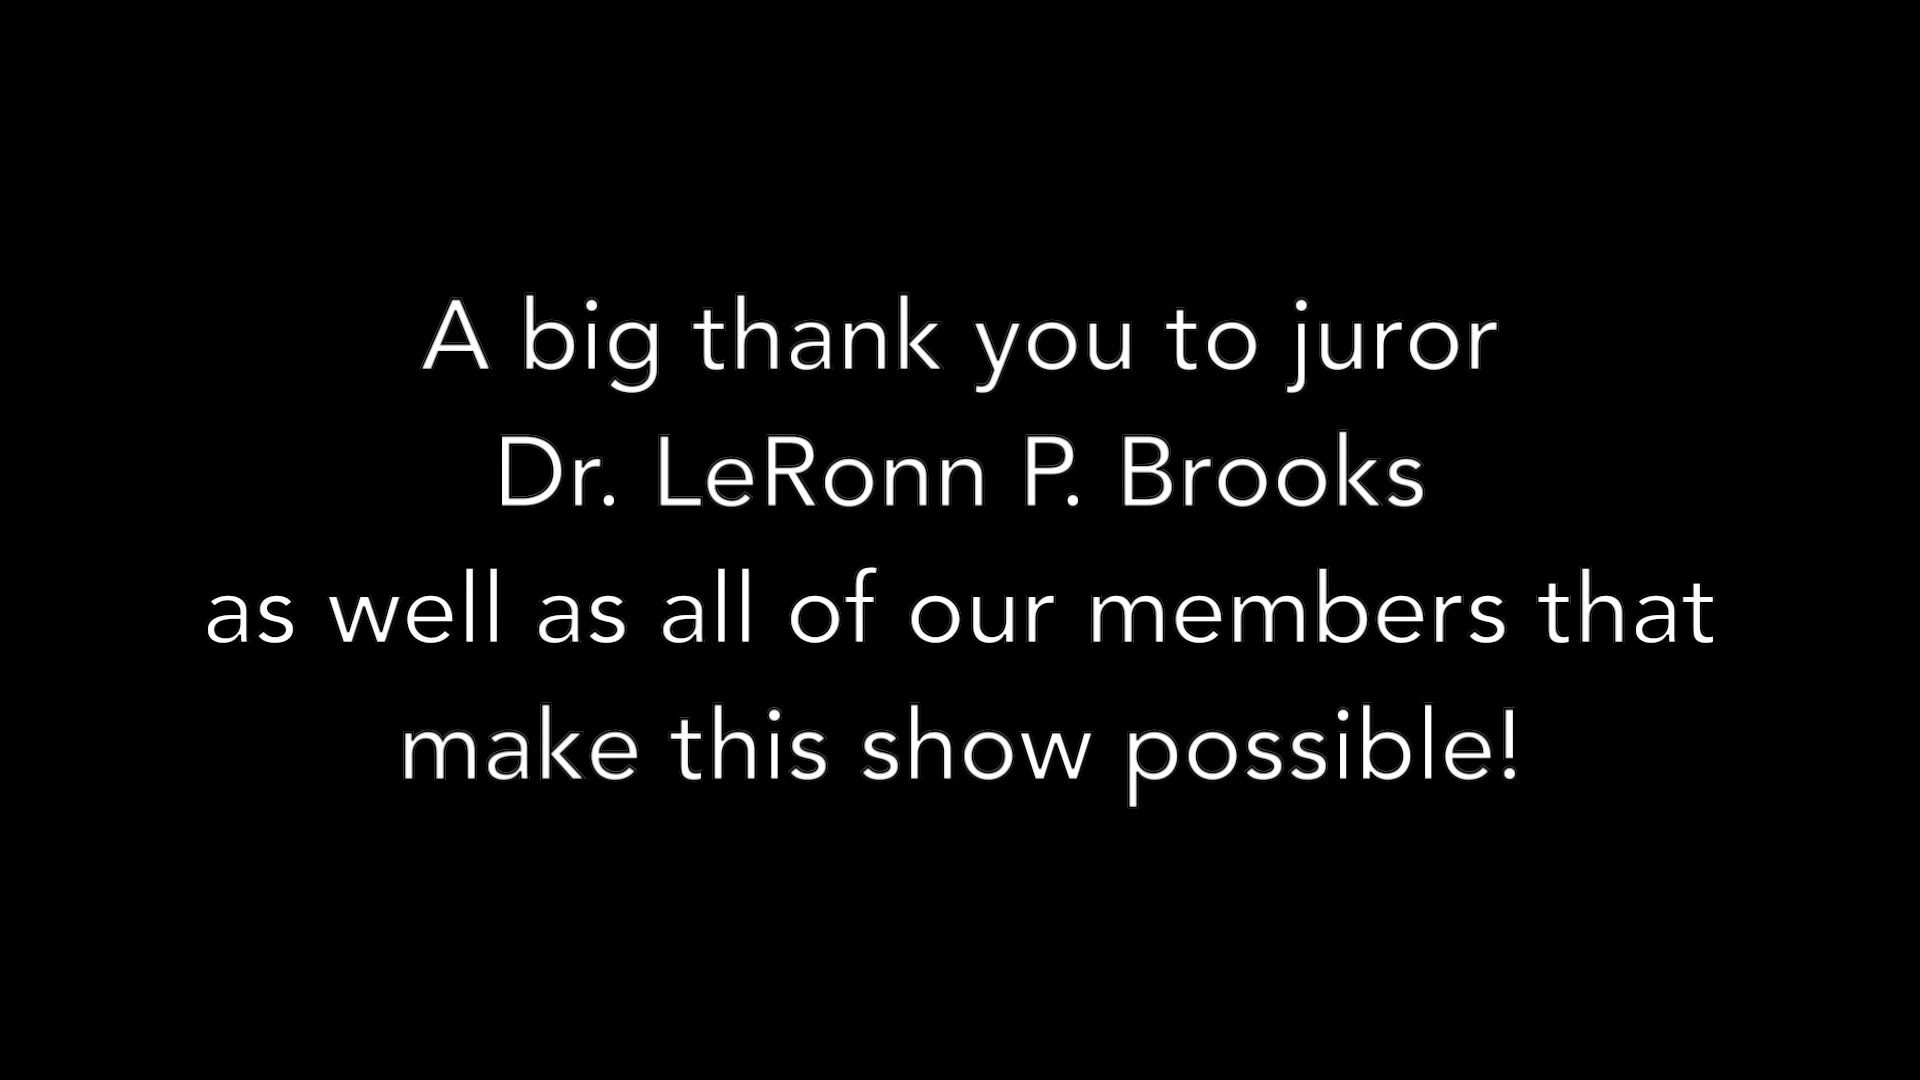 A big thank you to juror
Dr. LeRonn P. Brooks
as well as all of our members that
make this show possible!